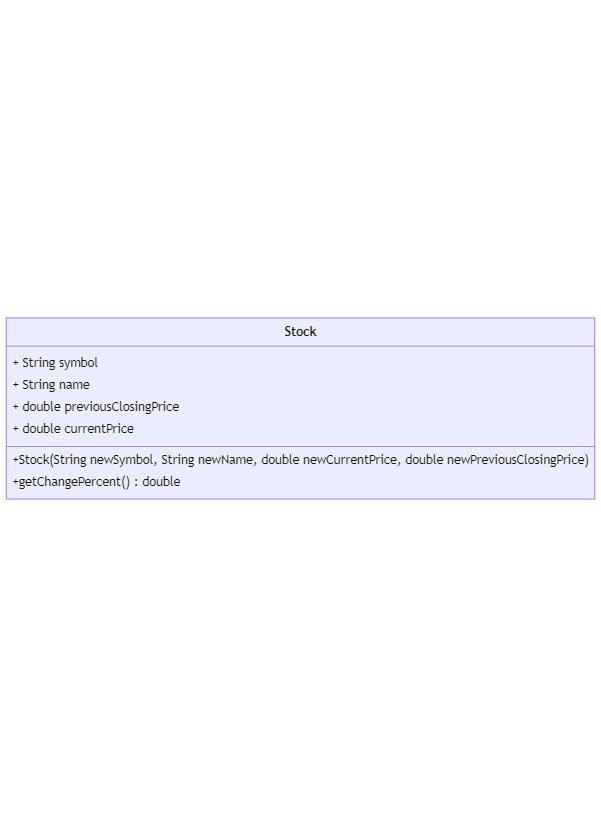 Stock
+ String symbol
+ String name
+ double previousClosingPrice
+ double currentPrice
+Stock(String newSymbol, String newName, double newCurrentPrice, double newPreviousClosingPrice)
+getChangePercent() : double